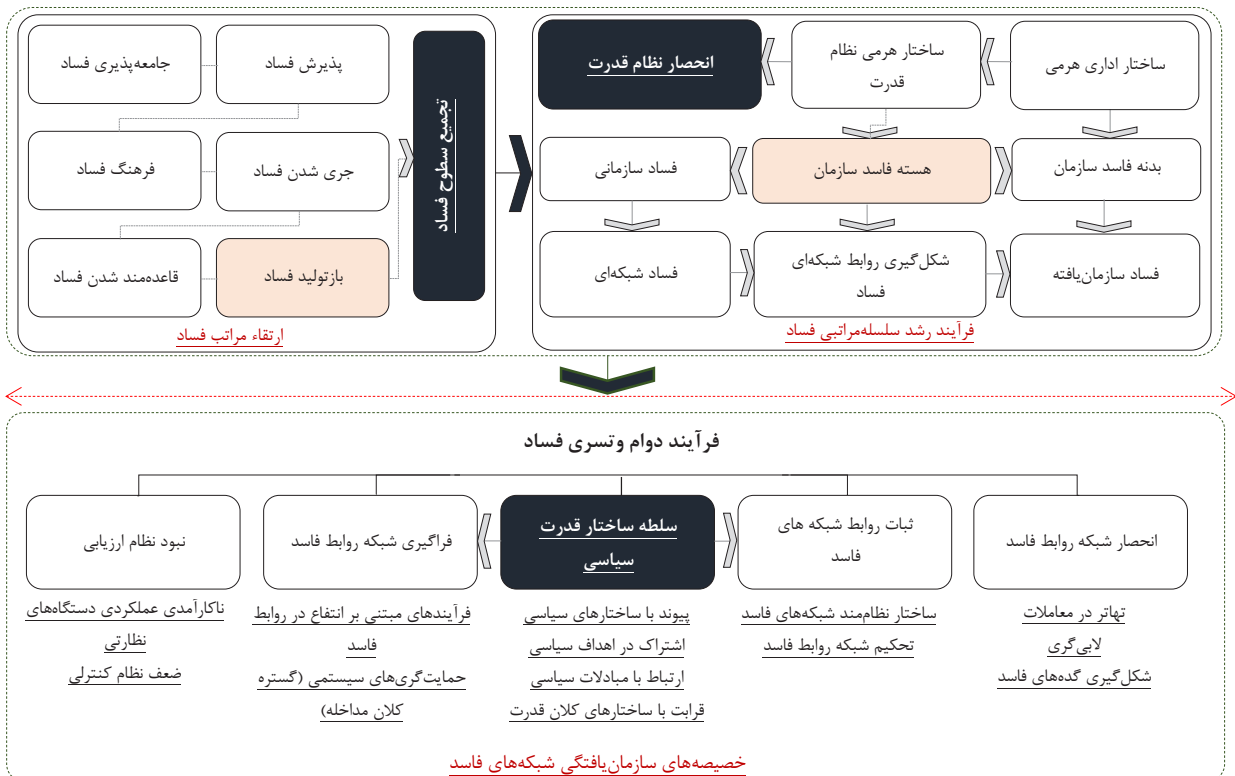 ساختار اداری هرمی
ساختار هرمی نظام
قدرت
انحصار نظام قدرت
بدنه فاسد سازمان
هسته فاسد سازمان
فساد سازمانی
فساد سازمان‌یافته
شکل‌گیری روابط شبکه‌ای
فساد
فساد شبکه‌ای
فرآیند رشد سلسله‌مراتبی فساد
تجمیع سطوح فساد
پذیرش فساد
جامعه‌پذیری فساد
جری شدن فساد
فرهنگ فساد
بازتولید فساد
قاعده‌مند شدن فساد
ارتقاء مراتب فساد
فرآیند دوام وتسری فساد
انحصار شبکه روابط فاسد
تهاتر در معاملات
لابی‌گری
شکل‌گیری گده‌های فاسد
ثبات روابط شبکه های
فاسد
ساختار نظام‌مند شبکه‌های فاسد
تحکیم شبکه روابط فاسد
سلطه ساختار قدرت
سیاسی
پیوند با ساختارهای سیاسی
اشتراک در اهداف سیاسی
ارتباط با مبادلات سیاسی
قرابت با ساختارهای کلان قدرت
فراگیری شبکه روابط فاسد
فرآیندهای مبتنی بر انتفاع در روابط
فاسد
حمایت‌گری‌های سیستمی (گستره
کلان مداخله)
نبود نظام ارزیابی
ناکارآمدی عملکردی دستگاه‌های
نظارتی
ضعف نظام کنترلی
خصیصه‌های سازمان‌یافتگی شبکه‌های فاسد